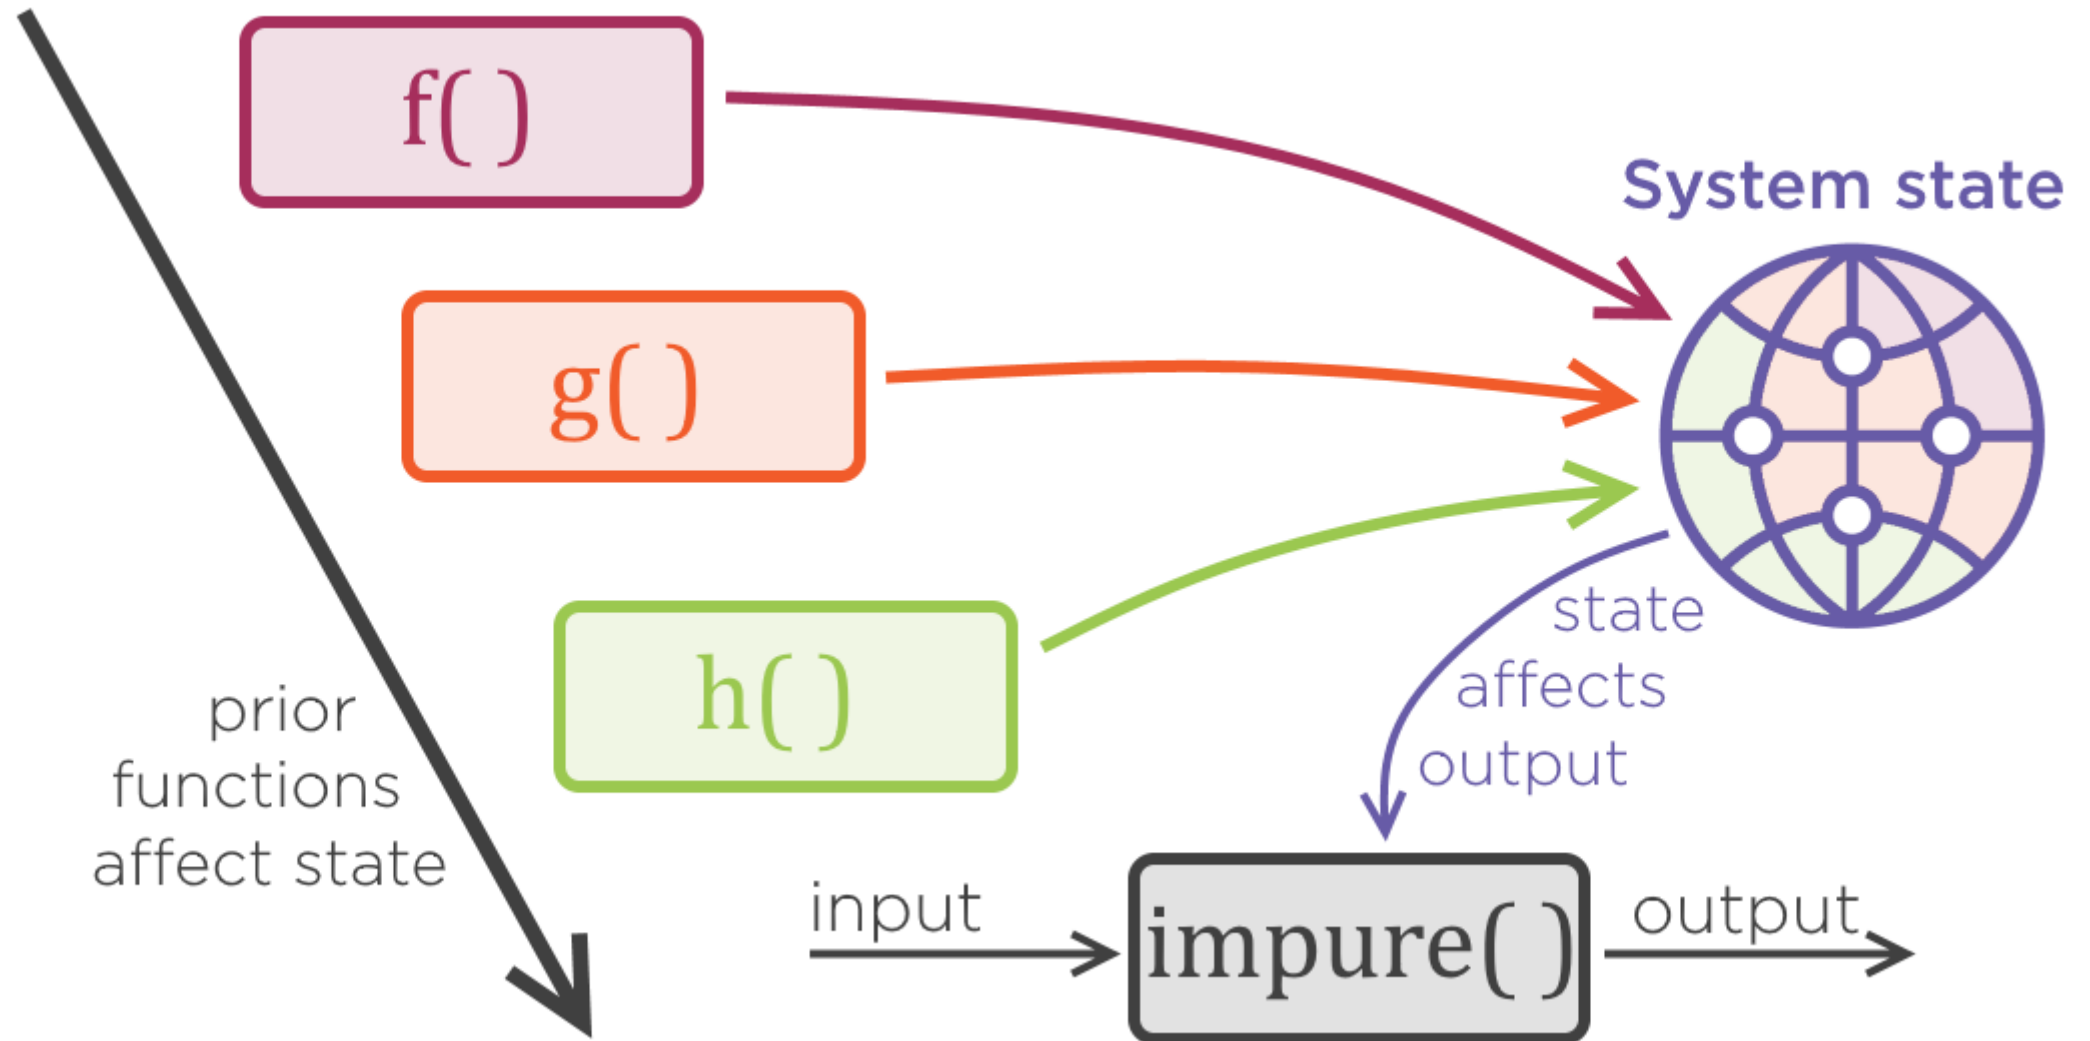 f( )
System state
g( )
h( )
state
affects
output
prior
functions
affect state
input
impure( )
output